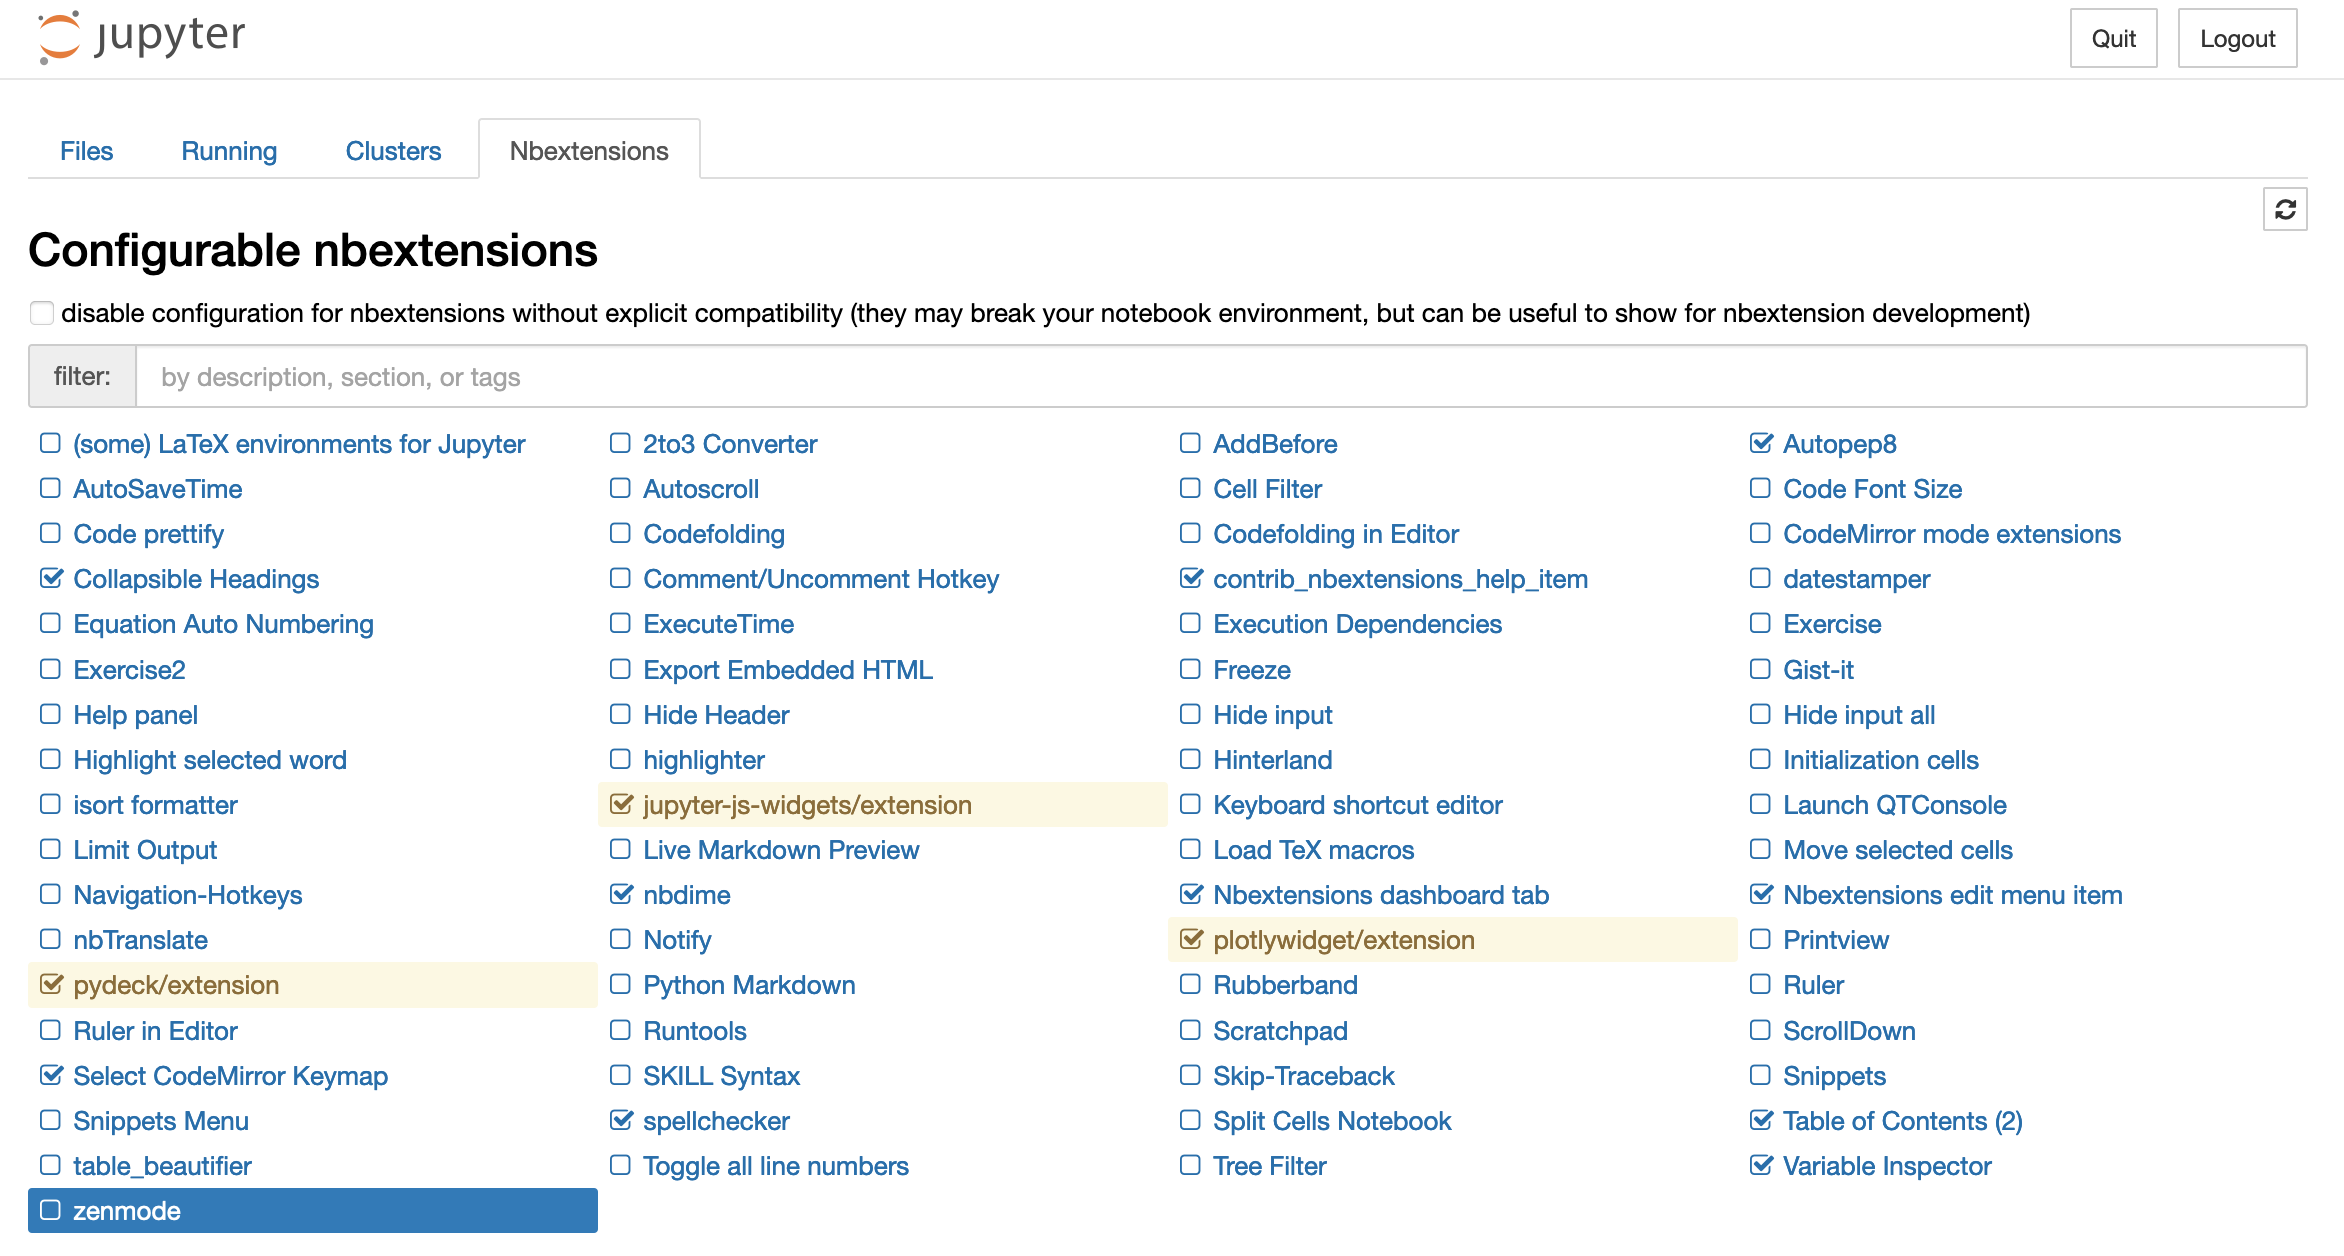 jupyter
Quit Logout
Files Running Clusters Nbextensions
Configurable nbextensions
disable configuration for nbextensions without explicit compatibility (they may break your notebook environment, but can be useful to show for nbextension development)
filter: by description, section, or tags
(some) LaTeX environments for Jupyter 2to3 Converter AddBefore Autopep8
AutoSaveTime Autoscroll Cell Filter Code Font Size
Code prettify Codefolding Codefolding in Editor CodeMirror mode extensions
Collapsible Headings Comment/Uncomment Hotkey contrib_nbextensions_help_item datestamper
Equation Auto Numbering ExecuteTime Execution Dependencies Exercise
Exercise2 Export Embedded HTML Freeze Gist-it
Help panel Hide Header Hide input Hide input all
Highlight selected word highlighter Hinterland Initialization cells
isort formatter jupyter-js-widgets/extension Keyboard shortcut editor Launch QTConsole
Limit Output Live Markdown Preview Load TeX macros Move selected cells
Navigation-Hotkeys nbdime Nbextensions dashboard tab Nbextensions edit menu item
nbTranslate Notify plotlywidget/extension Printview
pydeck/extension Python Markdown Rubberband Ruler
Ruler in Editor Runtools Scratchpad ScrollDown
Select CodeMirror Keymap SKILL Syntax Skip-Traceback Snippets
Snippets Menu spellchecker Split Cells Notebook Table of Contents (2)
table_beautifier Toggle all line numbers Tree Filter Variable Inspector
zenmode